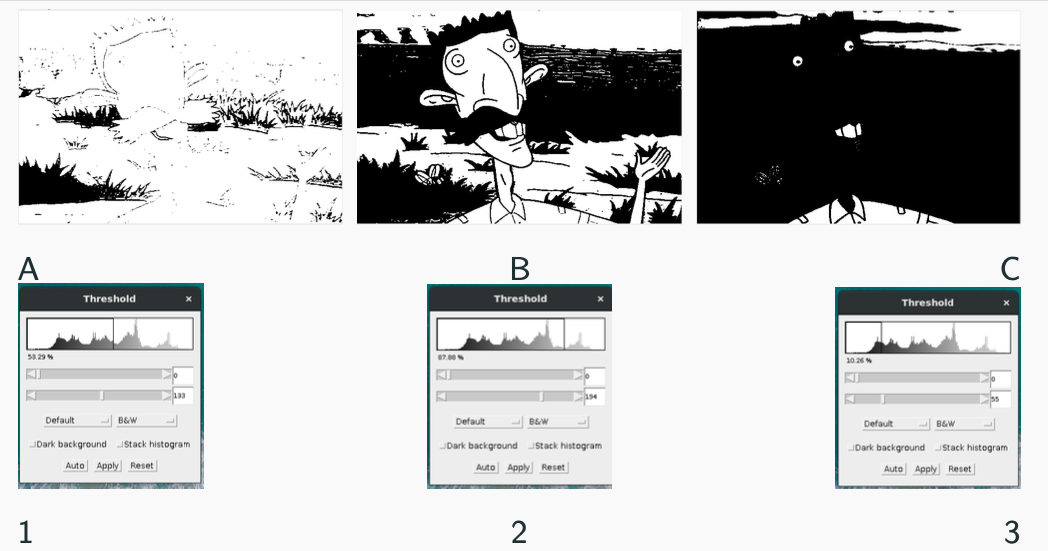 A
B
C
Threshold ×
59.29 %
0
133
Default B&W
Dark background Stack histogram
Auto Apply Reset
1
Threshold ×
87.88 %
0
194
Default B&W
Dark background Stack histogram
Auto Apply Reset
2
Threshold ×
10.26 %
0
55
Default B&W
Dark background Stack histogram
Auto Apply Reset
3